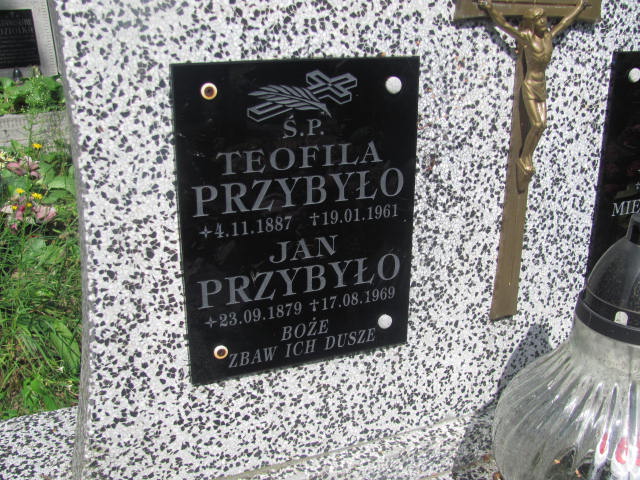 Ś.P.
TEOFILA
PRZYBYŁO
✦4.11.1887 †19.01.1961
JAN
PRZYBYŁO
✦23.09.1879 †17.08.1969
BOŻE
ZBAW ICH DUSZE
MIE